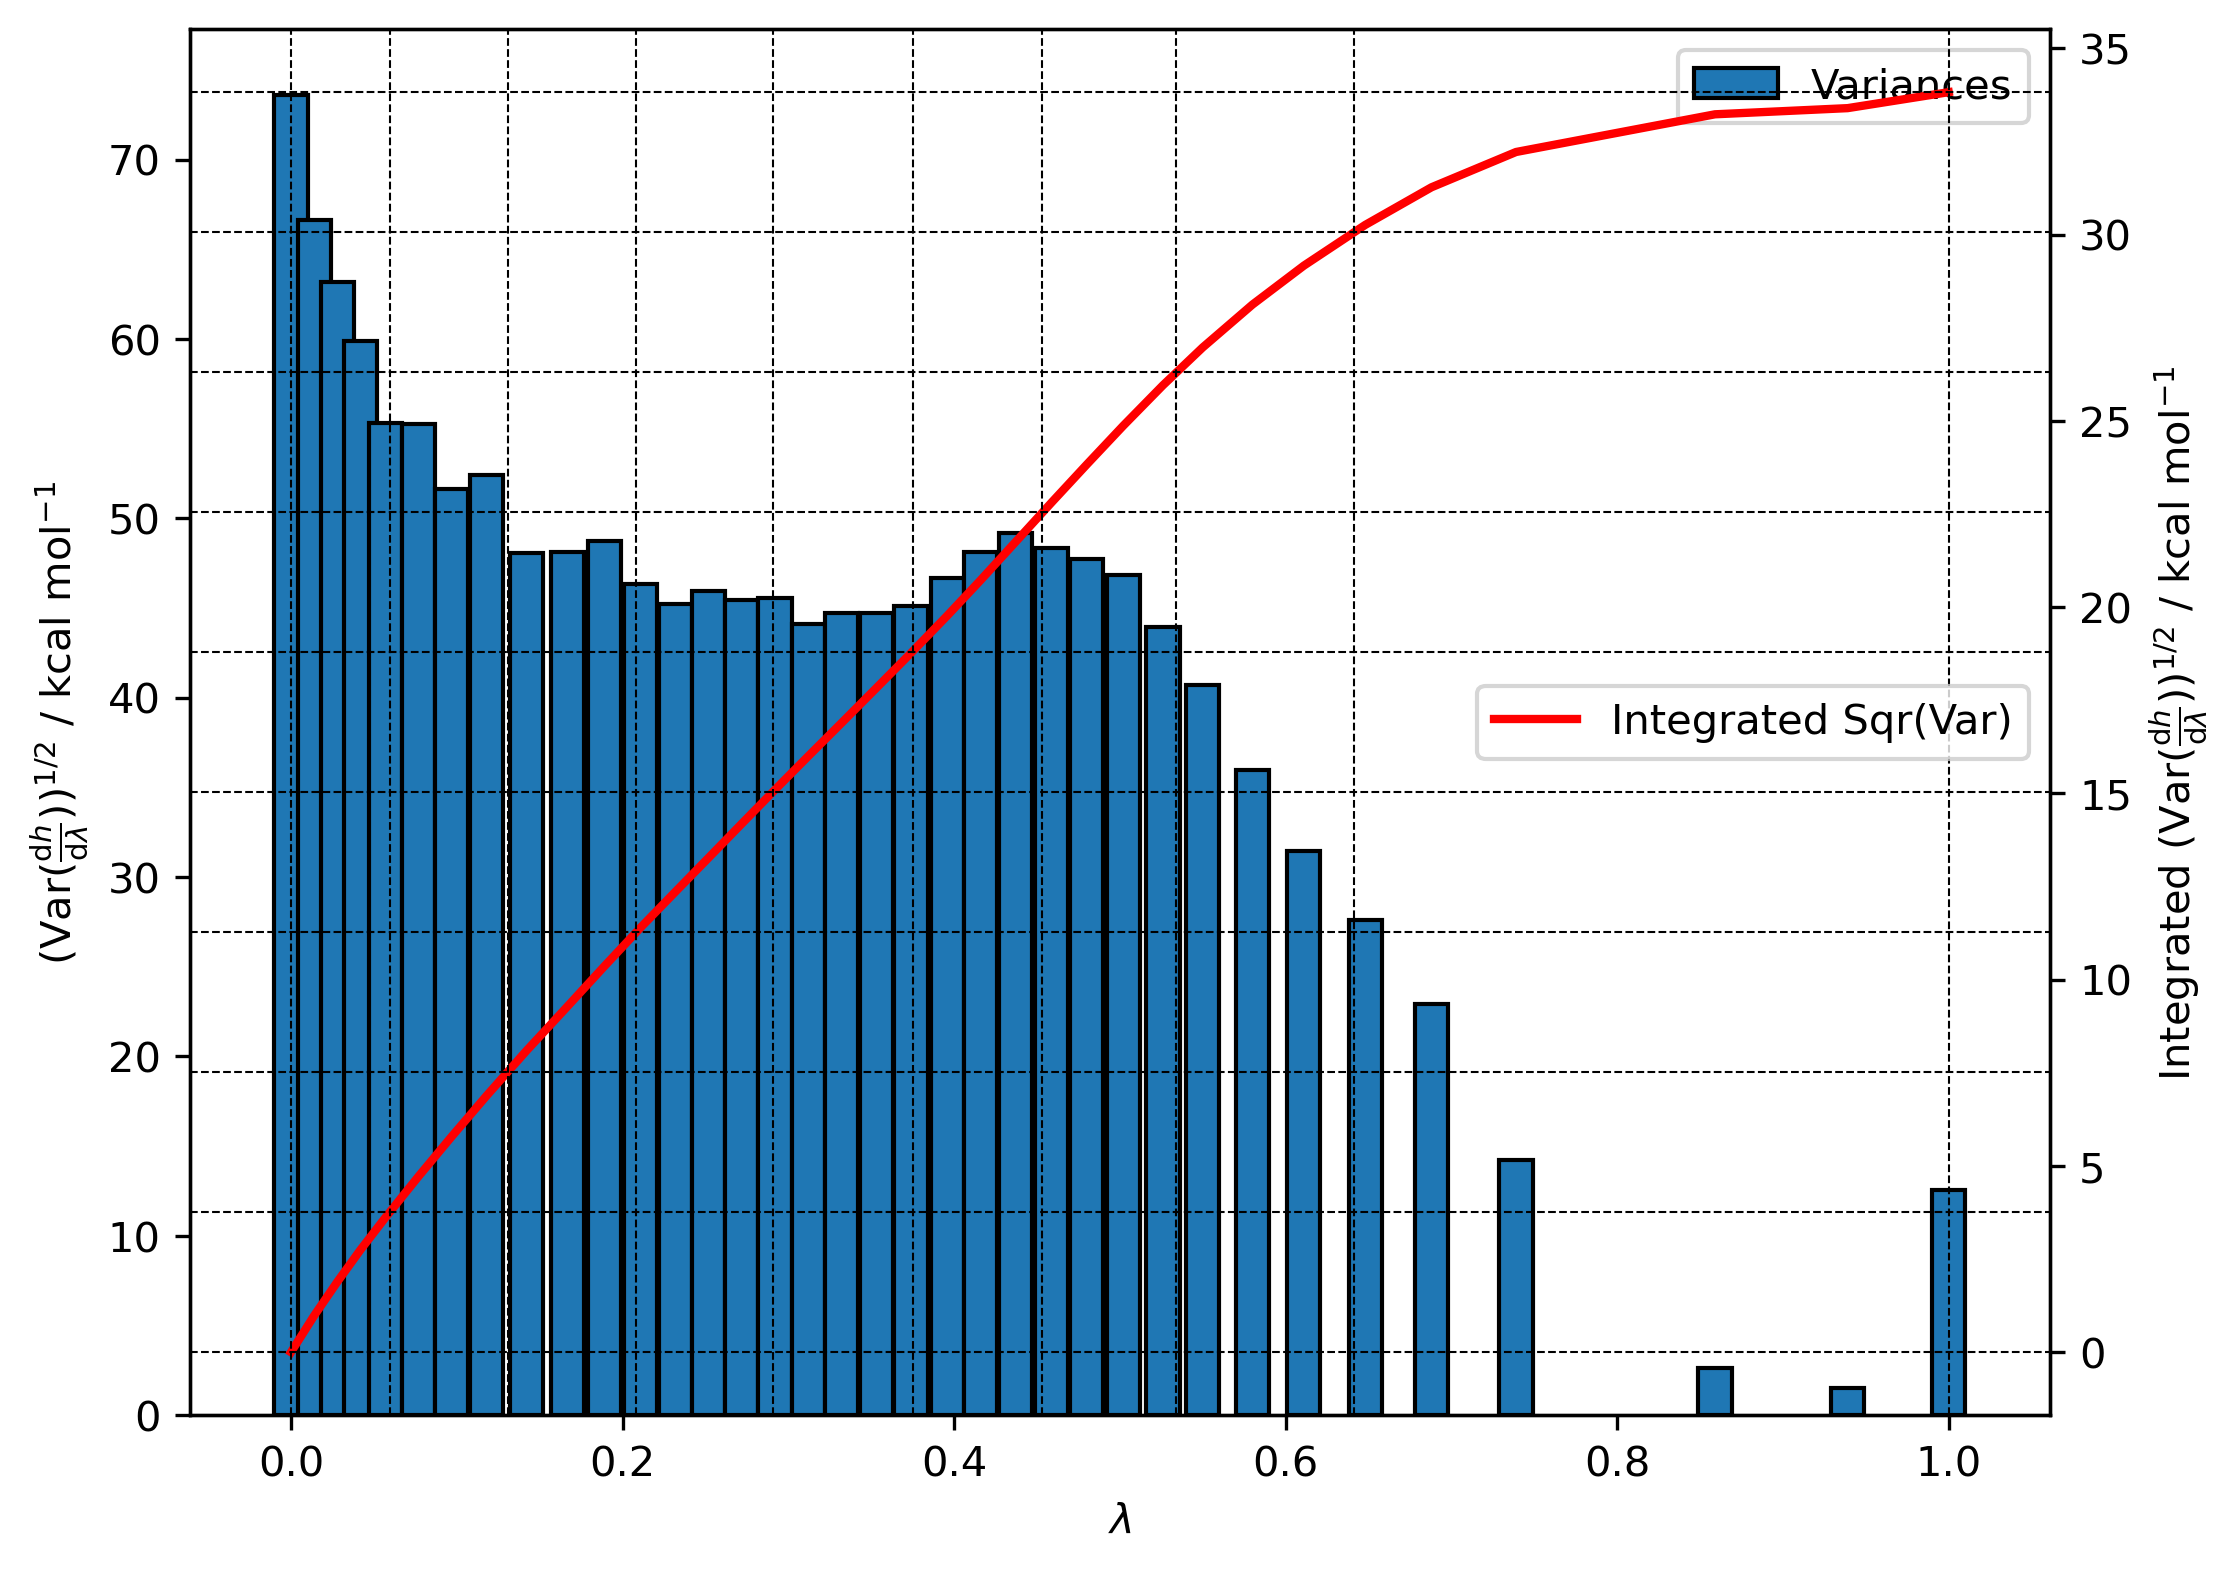 Variances
Integrated Sqr(Var)
(Var(dh/dλ))^1/2 / kcal mol^−1
70
60
50
40
30
20
10
0
35
30
25
20
15
10
5
0
Integrated (Var(dh/dλ))^1/2 / kcal mol^−1
0.0 0.2 0.4 0.6 0.8 1.0
λ